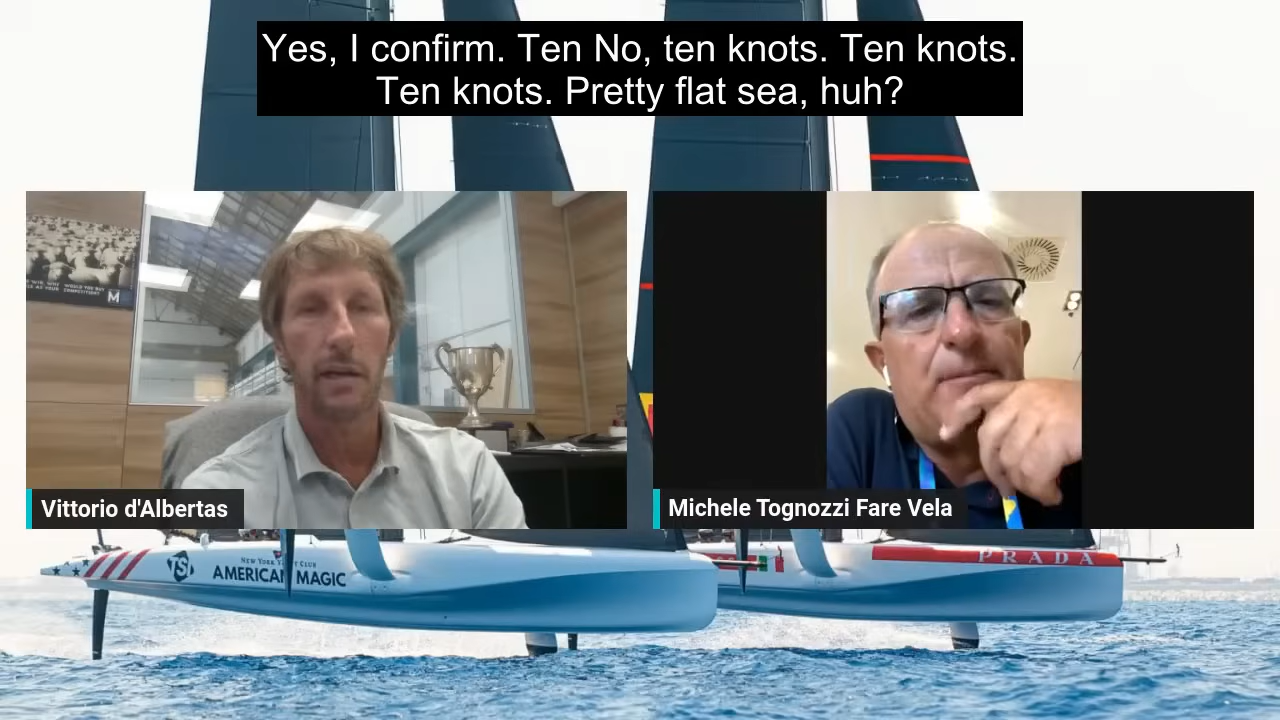 Yes, I confirm. Ten No, ten knots. Ten knots.
Ten knots. Pretty flat sea, huh?
M
Vittorio d'Albertas
Michele Tognozzi Fare Vela
NEW YORK YACHT CLUB
AMERICAN MAGIC
PRADA